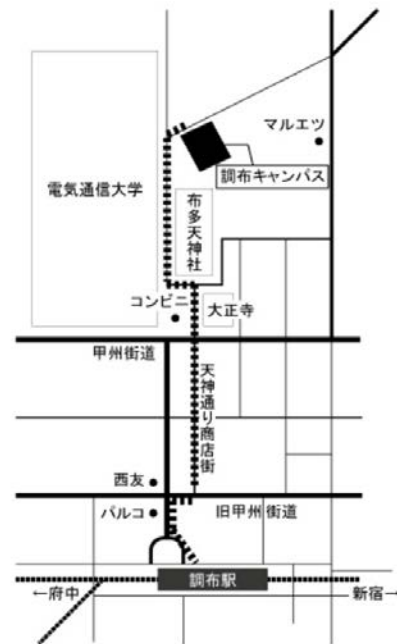 マルエツ
調布キャンパス
電気通信大学
布多天神社
コンビニ
大正寺
甲州街道
天神通り商店街
西友
パルコ
旧甲州街道
調布駅
←府中
新宿→